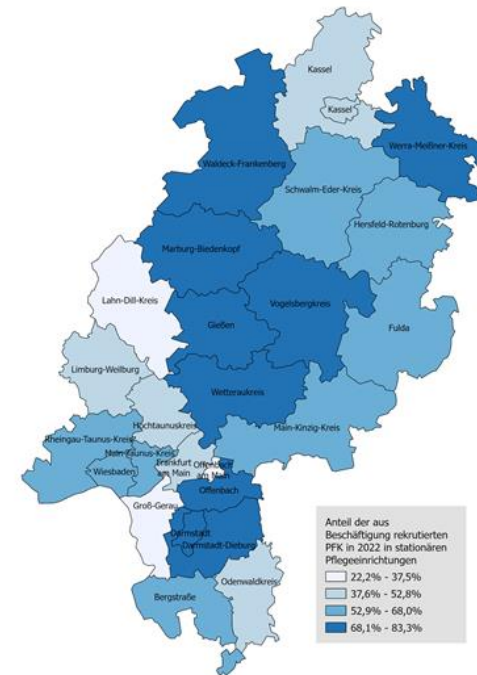 Kassel
Kassel
Werra-Meißner-Kreis
Waldeck-Frankenberg
Schwalm-Eder-Kreis
Hersfeld-Rotenburg
Marburg-Biedenkopf
Lahn-Dill-Kreis
Vogelsbergkreis
Gießen
Fulda
Limburg-Weilburg
Wetteraukreis
Hochtaunuskreis
Main-Kinzig-Kreis
Rheingau-Taunus-Kreis
Main-Taunus-Kreis
Wiesbaden
Frankfurt
am Main
Offenbach
am Main
Offenbach
Groß-Gerau
Darmstadt
Darmstadt-Dieburg
Odenwaldkreis
Bergstraße
Anteil der aus
Beschäftigung rekrutierten
PFK in 2022 in stationären
Pflegeeinrichtungen
22,2% - 37,5%
37,6% - 52,8%
52,9% - 68,0%
68,1% - 83,3%